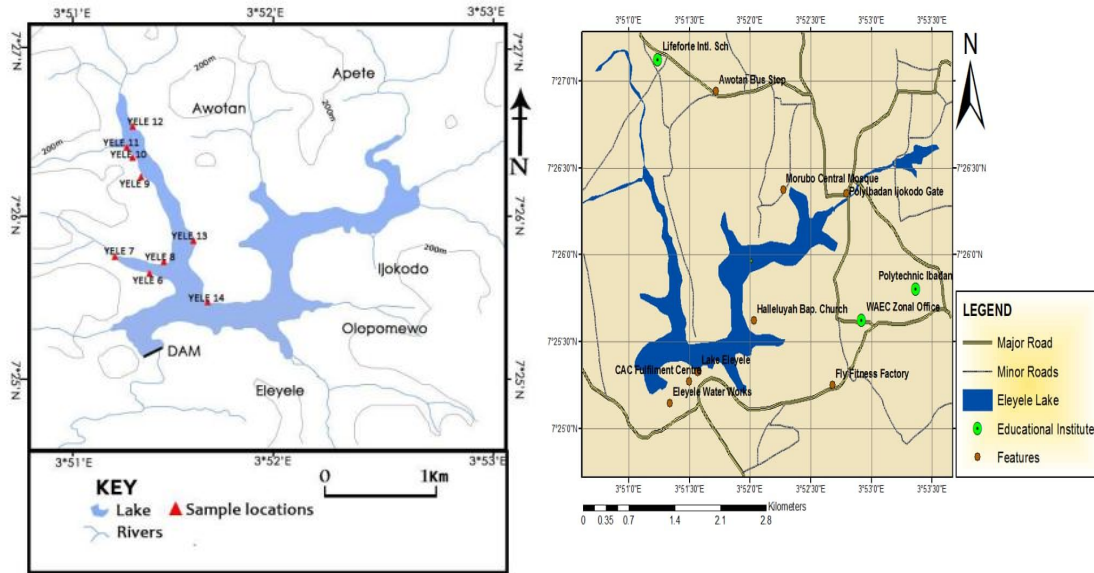 3°51'E
3°52'E
3°53'E
7°27'N
7°27'N
200m
Apete
200m
Awotan
YELE 12
YELE 11
200m
YELE 10
YELE 9
N
7°26'N
7°26'N
YELE 13
YELE 7
YELE 8
200m
YELE 6
Ijokodo
YELE 14
Olopomewo
DAM
7°25'N
7°25'N
Eleyele
3°51'E
3°52'E
3°53'E
0
1Km
KEY
Lake
Sample locations
Rivers
3°51'0"E
3°51'30"E
3°52'0"E
3°52'30"E
3°53'0"E
3°53'30"E
Lifeforte Intl. Sch
N
7°27'0"N
7°27'0"N
Awotan Bus Stop
7°26'30"N
7°26'30"N
Morubo Central Mosque
PolyIbadan Ijokodo Gate
7°26'0"N
7°26'0"N
Polytechnic Ibadan
Halleluyah Bap. Church
WAEC Zonal Office
7°25'30"N
7°25'30"N
CAC Fulfilment Centre
Lake Eleyele
Fly Fitness Factory
Eleyele Water Works
7°25'0"N
7°25'0"N
3°51'0"E
3°51'30"E
3°52'0"E
3°52'30"E
3°53'0"E
3°53'30"E
LEGEND
Major Road
Minor Roads
Eleyele Lake
Educational Institute
Features
Kilometers
0 0.35 0.7 1.4 2.1 2.8